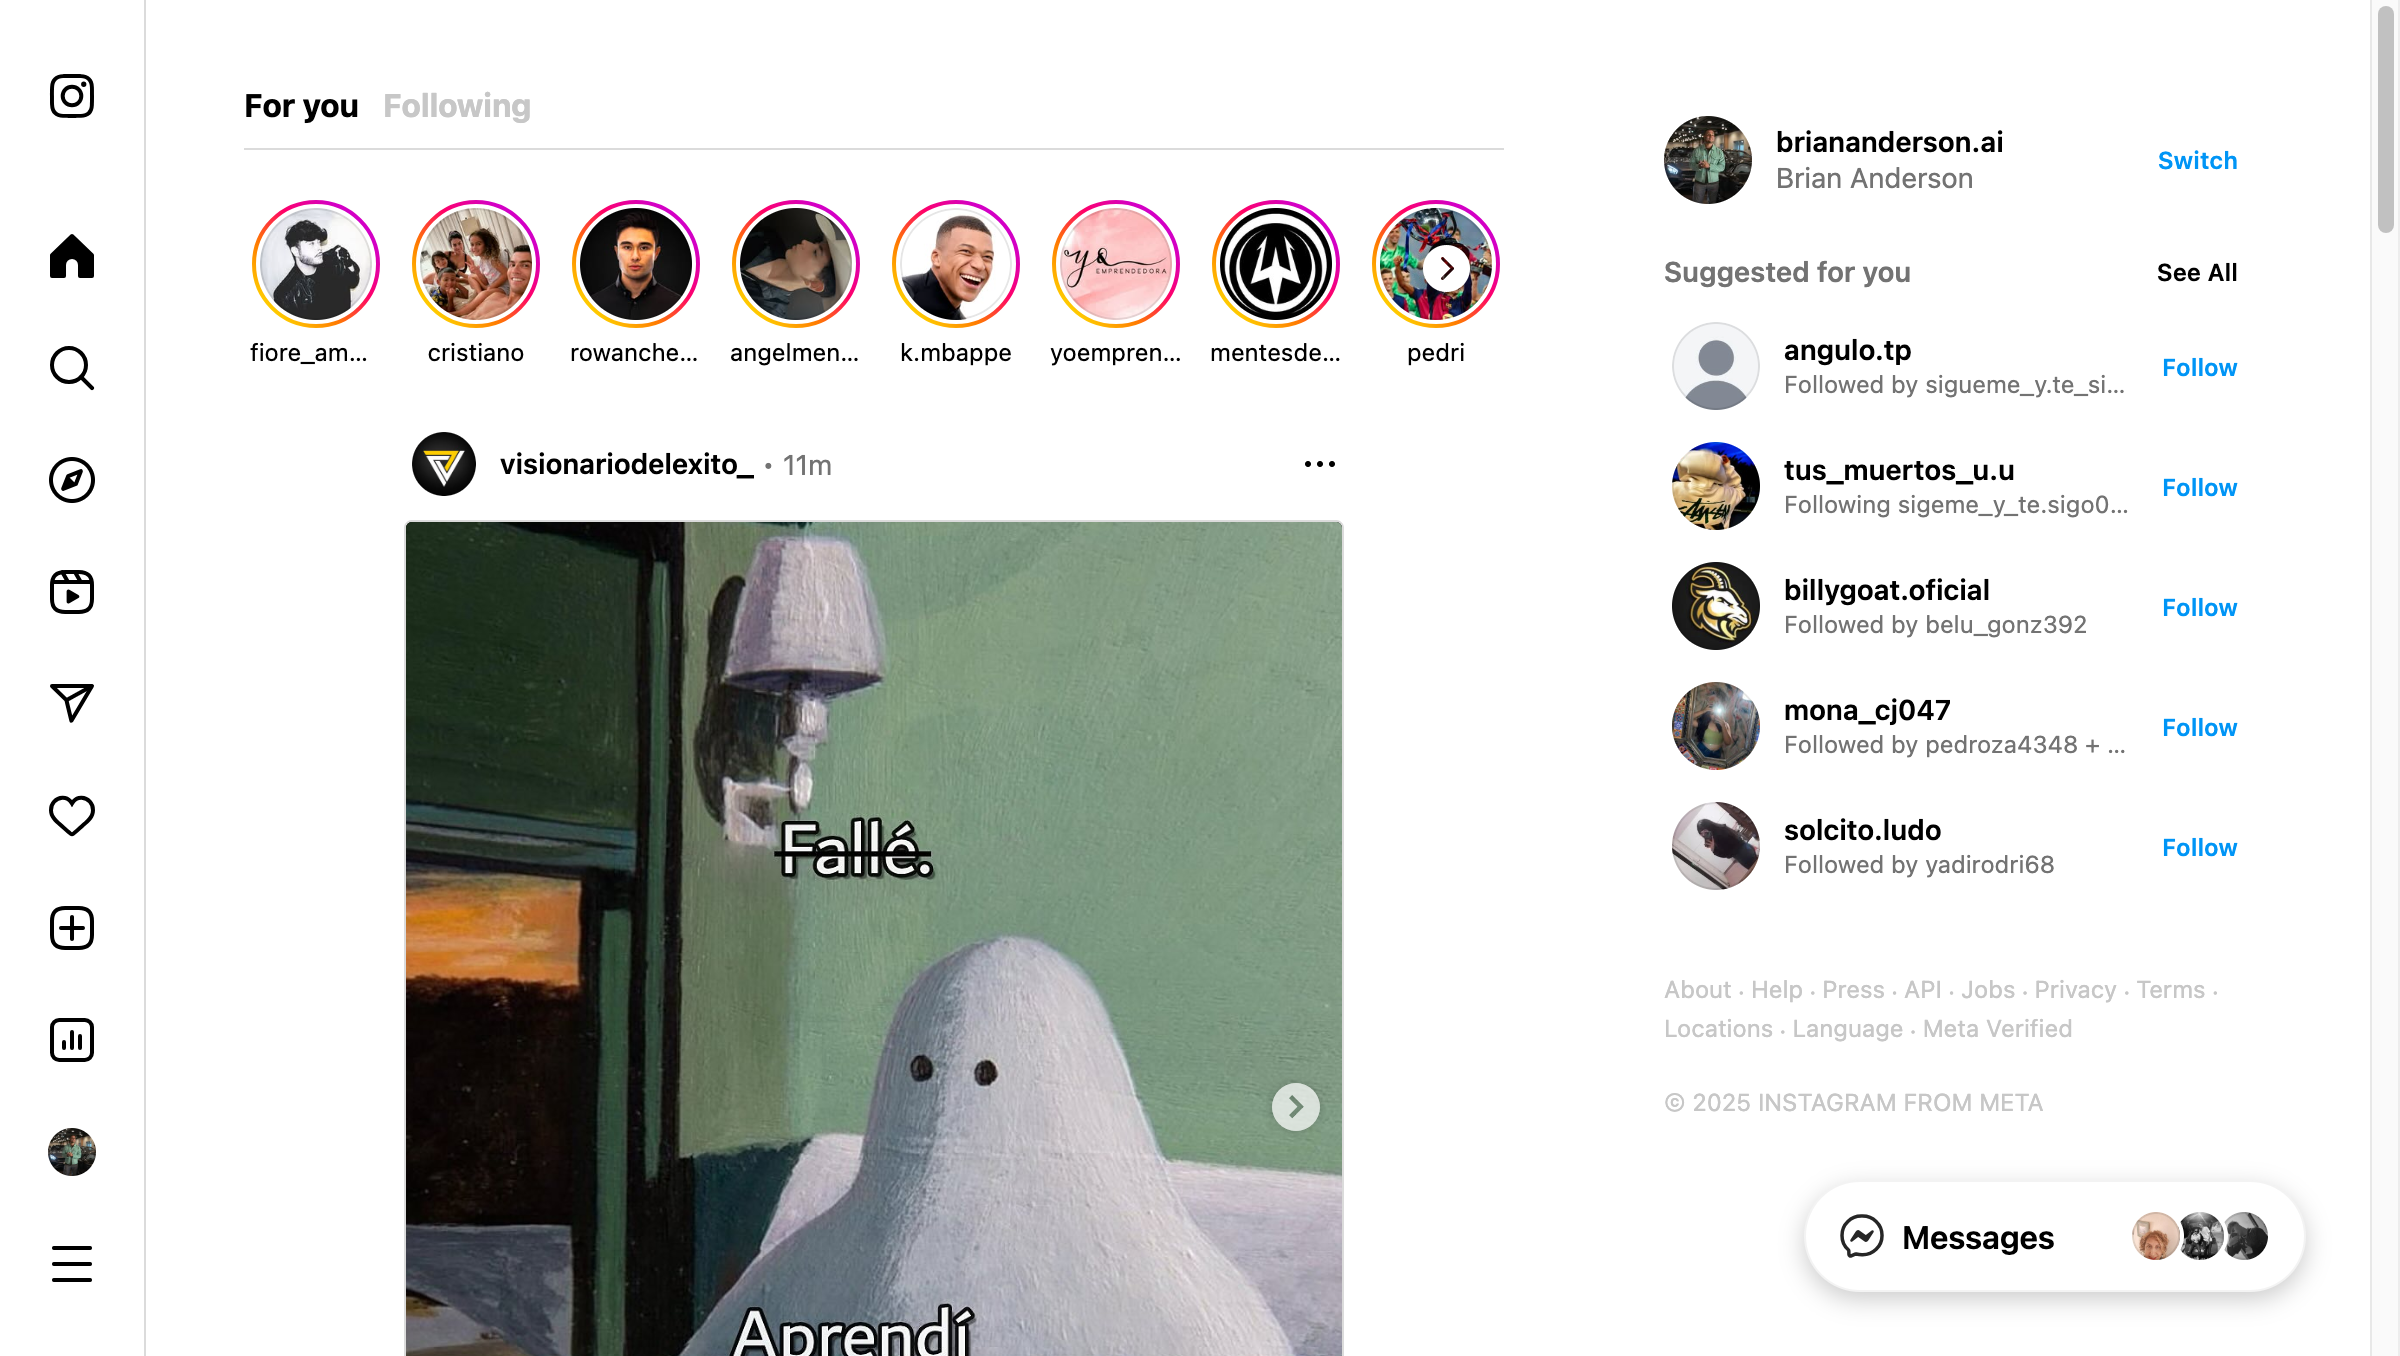 For you Following
fiore_am...
cristiano
rowanche...
angelmen...
k.mbappe
yoempren...
mentesde...
pedri
yo
EMPRENDEDORA
visionariodelexito_ • 11m
Fallé.
Aprendí
briananderson.ai
Brian Anderson
Switch
Suggested for you
See All
angulo.tp
Followed by sigueme_y.te_si...
Follow
tus_muertos_u.u
Following sigeme_y_te.sigo0...
Follow
billygoat.oficial
Followed by belu_gonz392
Follow
mona_cj047
Followed by pedroza4348 + ...
Follow
solcito.ludo
Followed by yadirodri68
Follow
About · Help · Press · API · Jobs · Privacy · Terms ·
Locations · Language · Meta Verified
© 2025 INSTAGRAM FROM META
Messages